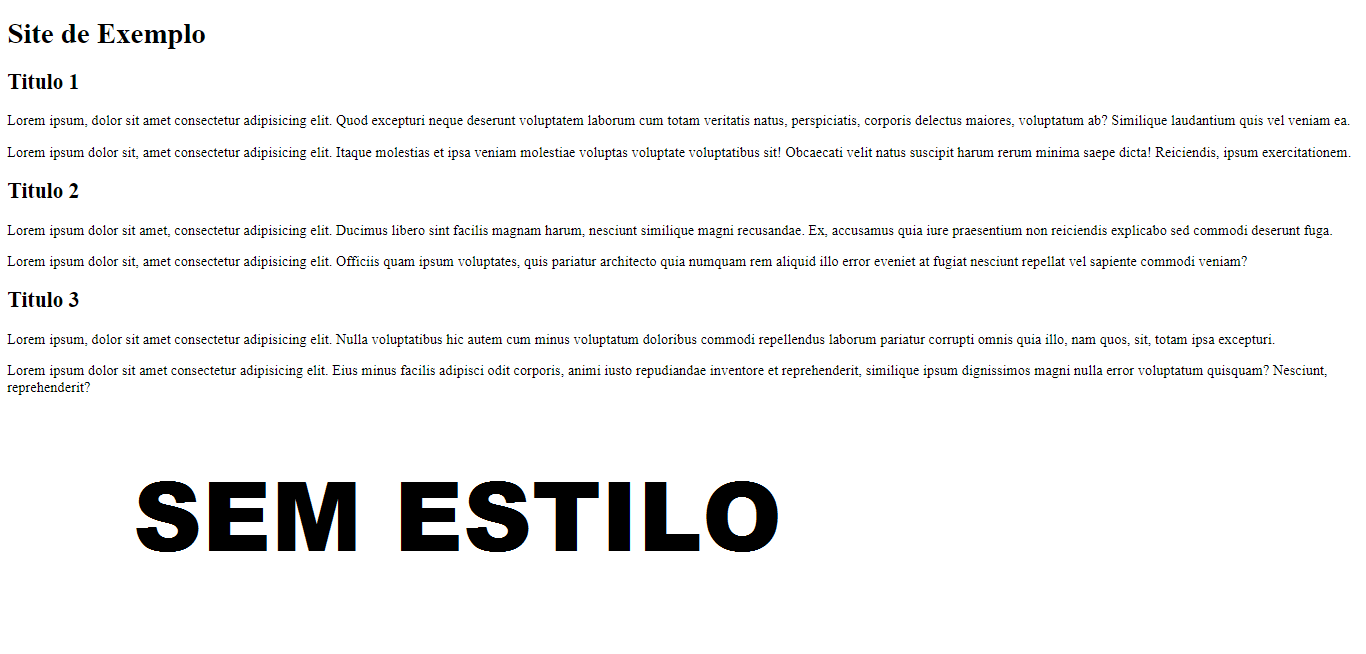 Site de Exemplo
Titulo 1
Lorem ipsum, dolor sit amet consectetur adipisicing elit. Quod excepturi neque deserunt voluptatem laborum cum totam veritatis natus, perspiciatis, corporis delectus maiores, voluptatum ab? Similique laudantium quis vel veniam ea.
Lorem ipsum dolor sit, amet consectetur adipisicing elit. Itaque molestias et ipsa veniam molestiae voluptas voluptate voluptatibus sit! Obcaecati velit natus suscipit harum rerum minima saepe dicta! Reiciendis, ipsum exercitationem.
Titulo 2
Lorem ipsum dolor sit amet, consectetur adipisicing elit. Ducimus libero sint facilis magnam harum, nesciunt similique magni recusandae. Ex, accusamus quia iure praesentium non reiciendis explicabo sed commodi deserunt fuga.
Lorem ipsum dolor sit, amet consectetur adipisicing elit. Officiis quam ipsum voluptates, quis pariatur architecto quia numquam rem aliquid illo error eveniet at fugiat nesciunt repellat vel sapiente commodi veniam?
Titulo 3
Lorem ipsum, dolor sit amet consectetur adipisicing elit. Nulla voluptatibus hic autem cum minus voluptatum doloribus commodi repellendus laborum pariatur corrupti omnis quia illo, nam quos, sit, totam ipsa excepturi.
Lorem ipsum dolor sit amet consectetur adipisicing elit. Eius minus facilis adipisci odit corporis, animi iusto repudiandae inventore et reprehenderit, similique ipsum dignissimos magni nulla error voluptatum quisquam? Nesciunt,
reprehenderit?
SEM ESTILO